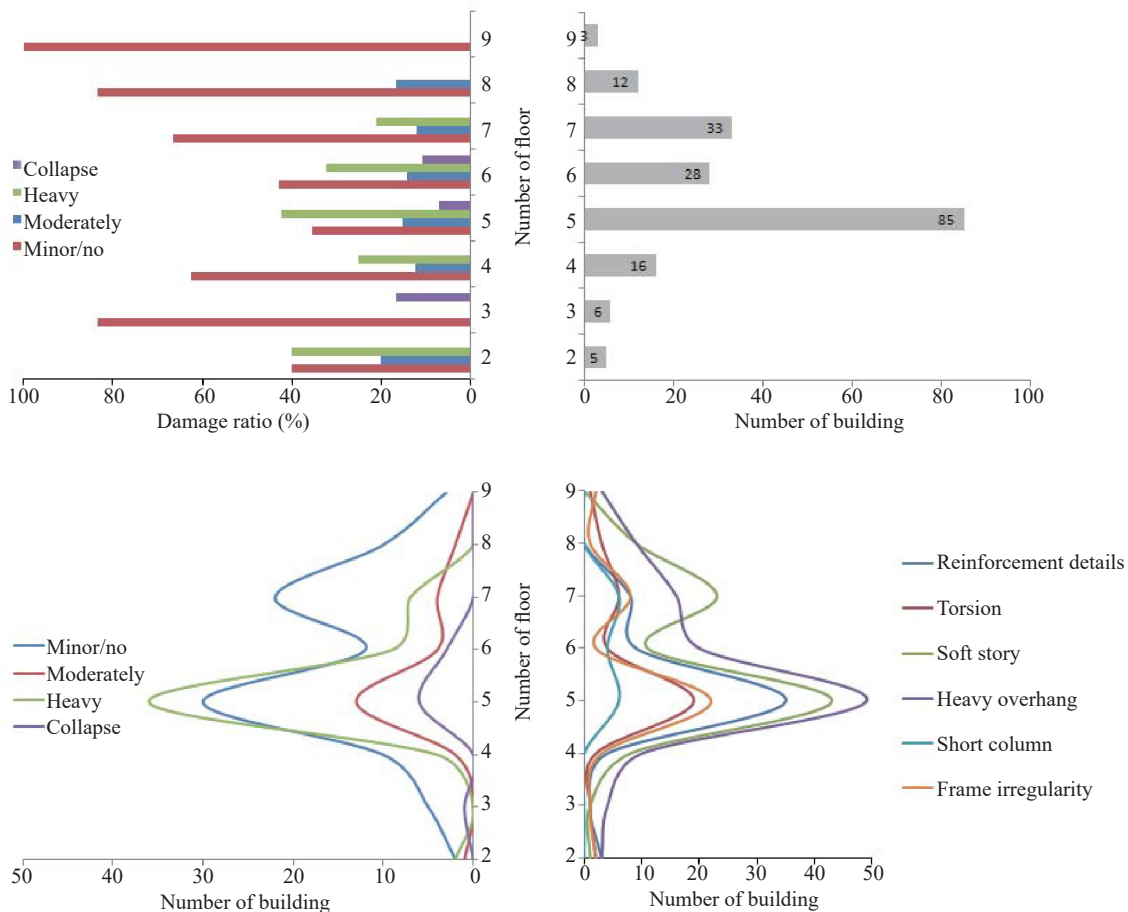 9
8
7
6
5
4
3
2
Number of floor
Collapse
Heavy
Moderately
Minor/no
100 80 60 40 20 0
Damage ratio (%)
9
8
7
6
5
4
3
2
3
12
33
28
85
16
6
5
0 20 40 60 80 100
Number of building
9
8
7
6
5
4
3
2
Number of floor
Minor/no
Moderately
Heavy
Collapse
50 40 30 20 10 0
Number of building
9
8
7
6
5
4
3
2
0 10 20 30 40 50
Number of building
Reinforcement details
Torsion
Soft story
Heavy overhang
Short column
Frame irregularity